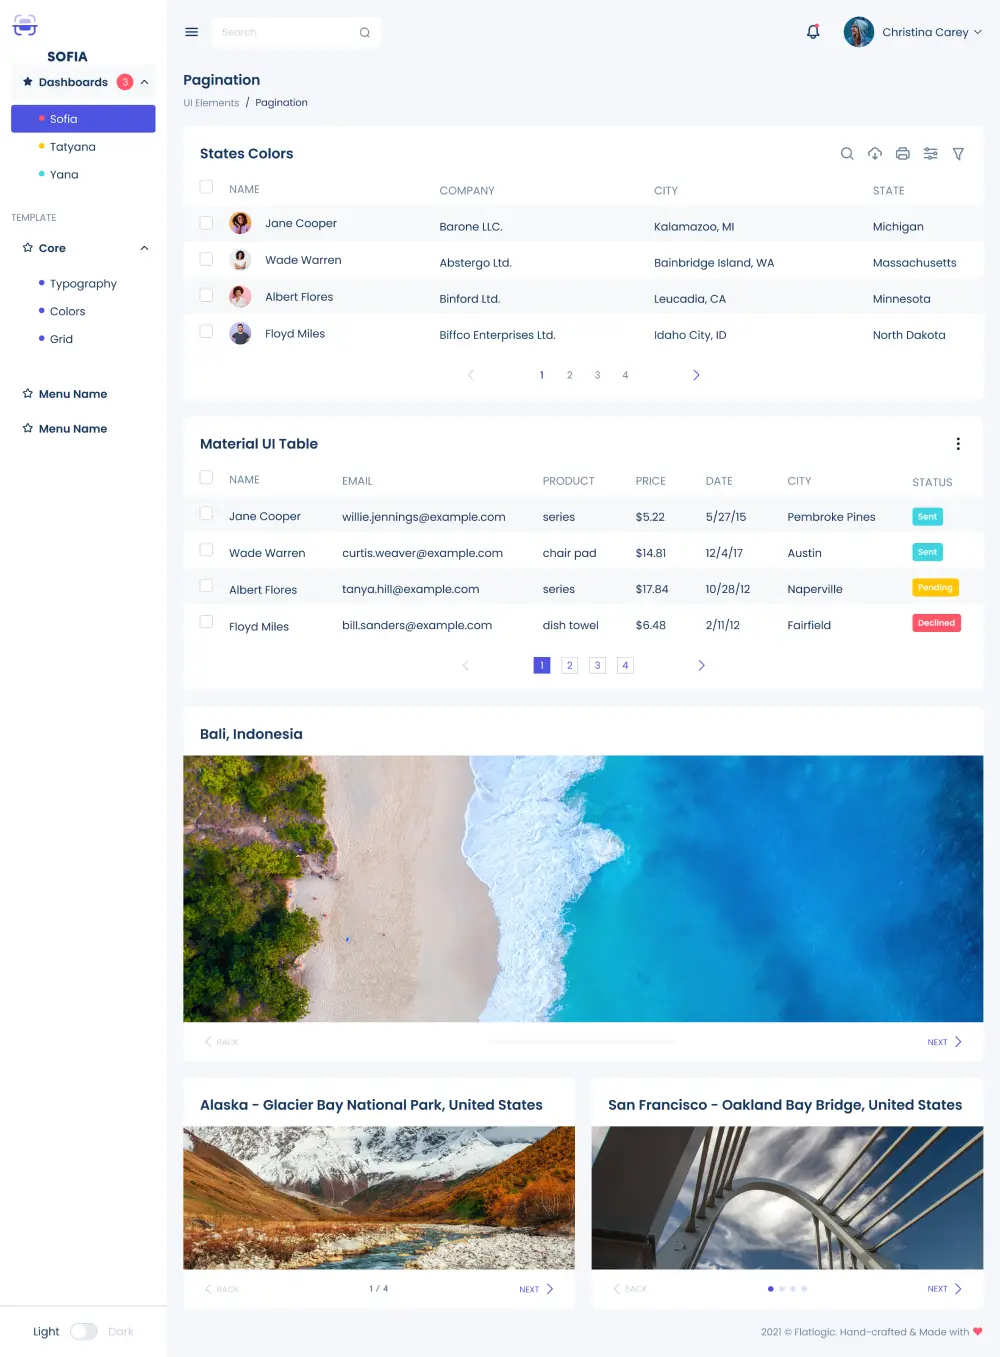 SOFIA
Dashboards 3
Sofia
Tatyana
Yana
TEMPLATE
Core
Typography
Colors
Grid
Menu Name
Menu Name
Light Dark
Search
Christina Carey
Pagination
UI Elements / Pagination
States Colors
NAME COMPANY CITY STATE
Jane Cooper Barone LLC. Kalamazoo, MI Michigan
Wade Warren Abstergo Ltd. Bainbridge Island, WA Massachusetts
Albert Flores Binford Ltd. Leucadia, CA Minnesota
Floyd Miles Biffco Enterprises Ltd. Idaho City, ID North Dakota
1 2 3 4
Material UI Table
NAME EMAIL PRODUCT PRICE DATE CITY STATUS
Jane Cooper willie.jennings@example.com series $5.22 5/27/15 Pembroke Pines Sent
Wade Warren curtis.weaver@example.com chair pad $14.81 12/4/17 Austin Sent
Albert Flores tanya.hill@example.com series $17.84 10/28/12 Naperville Pending
Floyd Miles bill.sanders@example.com dish towel $6.48 2/11/12 Fairfield Declined
1 2 3 4
Bali, Indonesia
BACK NEXT
Alaska - Glacier Bay National Park, United States
BACK 1 / 4 NEXT
San Francisco - Oakland Bay Bridge, United States
BACK NEXT
2021 © Flatlogic. Hand-crafted & Made with